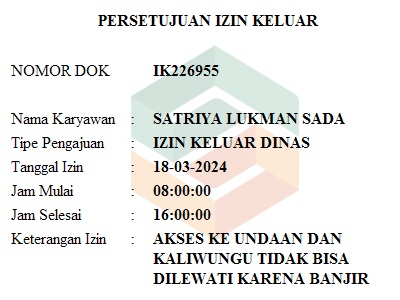 PERSETUJUAN IZIN KELUAR
NOMOR DOK IK226955
Nama Karyawan : SATRIYA LUKMAN SADA
Tipe Pengajuan : IZIN KELUAR DINAS
Tanggal Izin : 18-03-2024
Jam Mulai : 08:00:00
Jam Selesai : 16:00:00
Keterangan Izin : AKSES KE UNDAAN DAN
KALIWUNGU TIDAK BISA
DILEWATI KARENA BANJIR